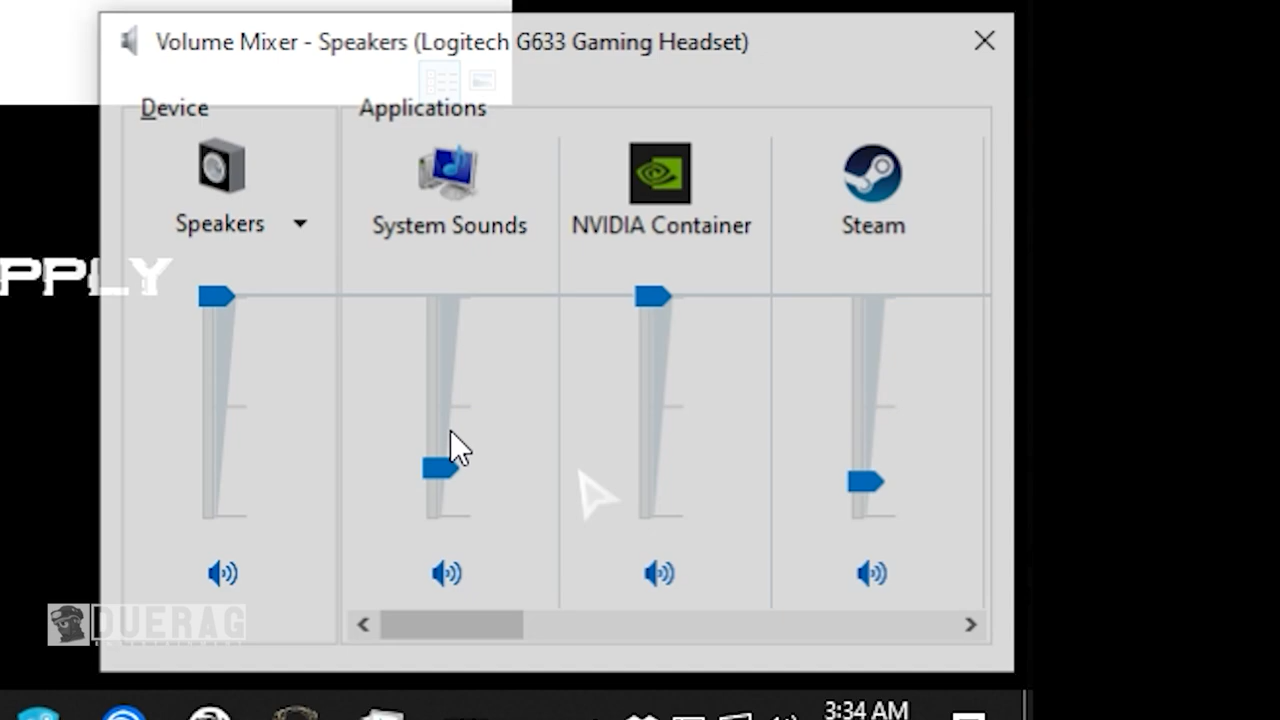 Volume Mixer - Speakers (Logitech G633 Gaming Headset)
Device
Applications
Speakers
System Sounds
NVIDIA Container
Steam
PPLY
DUERAG
3:34 AM